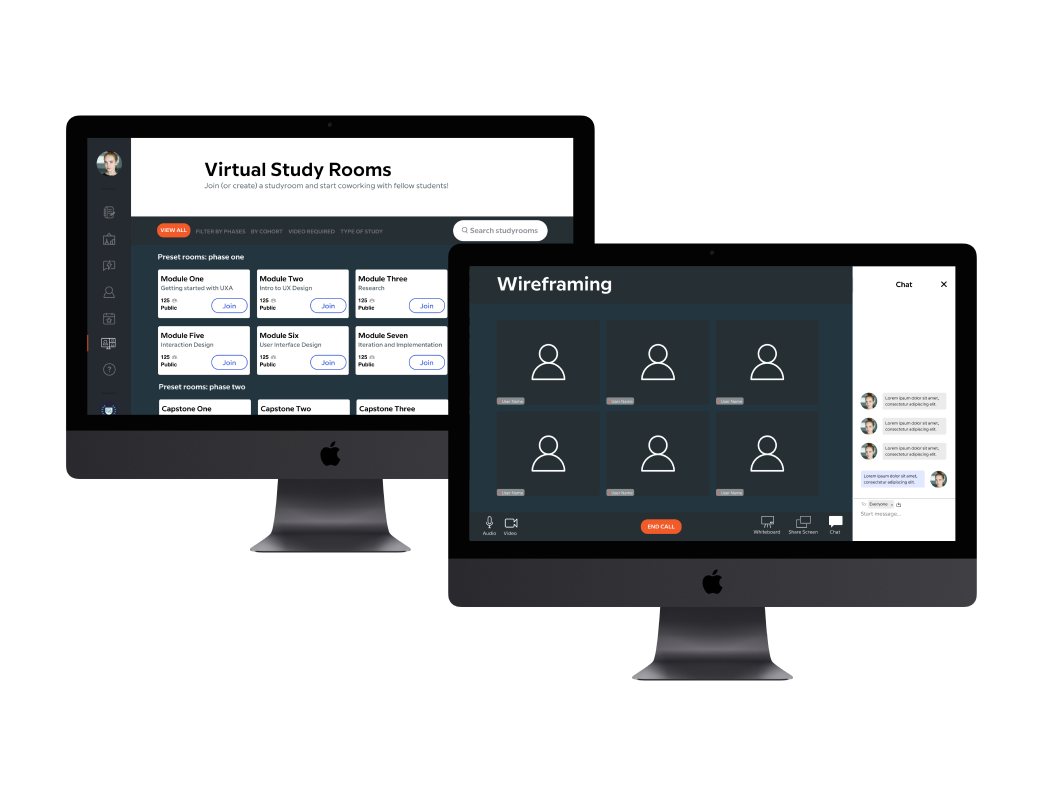 Virtual Study Rooms
Join (or create) a studyroom and start coworking with fellow students!
VIEW ALL FILTER BY PHASES BY COHORT VIDEO REQUIRED TYPE OF STUDY Search studyrooms
Preset rooms: phase one
Module One
Getting started with UXA
125
Public
Join
Module Two
Intro to UX Design
125
Public
Join
Module Three
Research
125
Public
Join
Module Five
Interaction Design
125
Public
Join
Module Six
User Interface Design
125
Public
Join
Module Seven
Iteration and Implementation
125
Public
Join
Preset rooms: phase two
Capstone One
Capstone Two
Capstone Three
?
Wireframing
User Name
User Name
User Name
User Name
User Name
User Name
Audio
Video
END CALL
Whiteboard
Share Screen
Chat
Chat
Lorem ipsum dolor sit amet,
consectetur adipiscing elit.
Lorem ipsum dolor sit amet,
consectetur adipiscing elit.
Lorem ipsum dolor sit amet,
consectetur adipiscing elit.
Lorem ipsum dolor sit amet,
consectetur adipiscing elit.
To: Everyone
Start message...